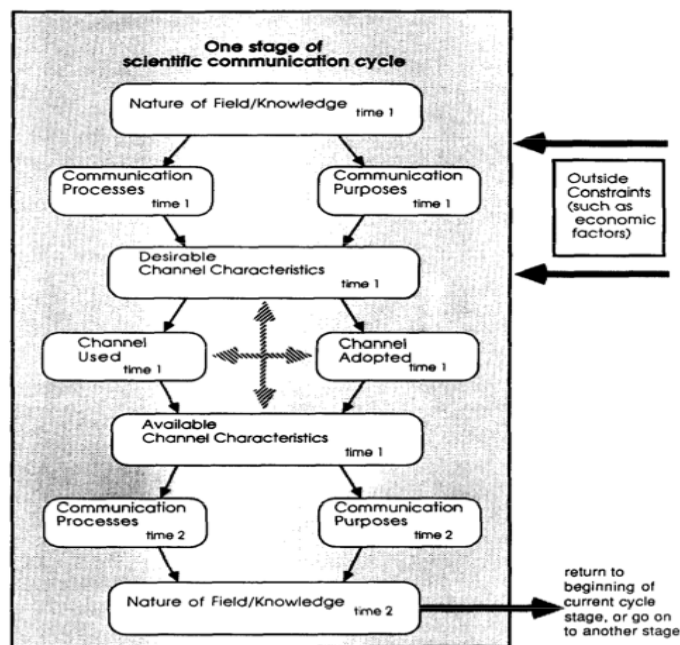 One stage of
scientific communication cycle
Nature of Field/Knowledge
time 1
Communication
Processes
time 1
Communication
Purposes
time 1
Outside
Constraints
(such as
economic
factors)
Desirable
Channel Characteristics
time 1
Channel
Used
time 1
Channel
Adopted
time 1
Available
Channel Characteristics
time 1
Communication
Processes
time 2
Communication
Purposes
time 2
Nature of Field/Knowledge
time 2
return to
beginning of
current cycle
stage, or go on
to another stage